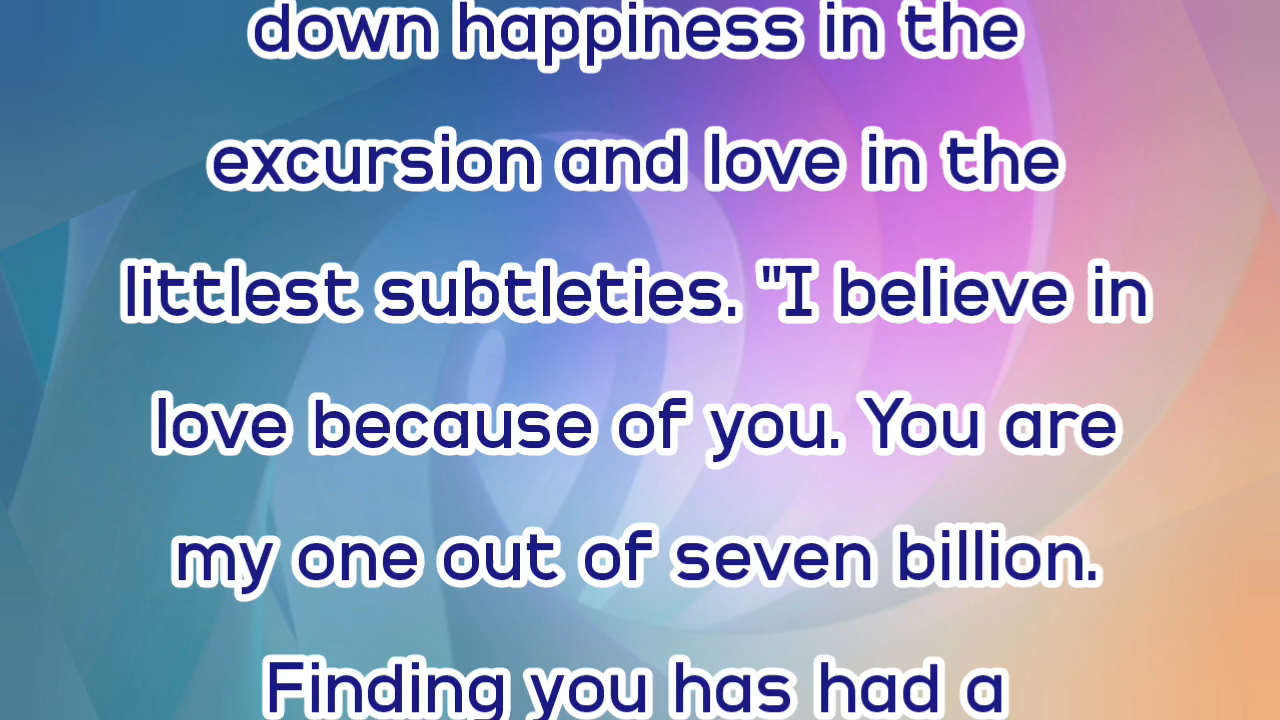 down happiness in the
excursion and love in the
littlest subtleties. "I believe in
love because of you. You are
my one out of seven billion.
Finding you has had a